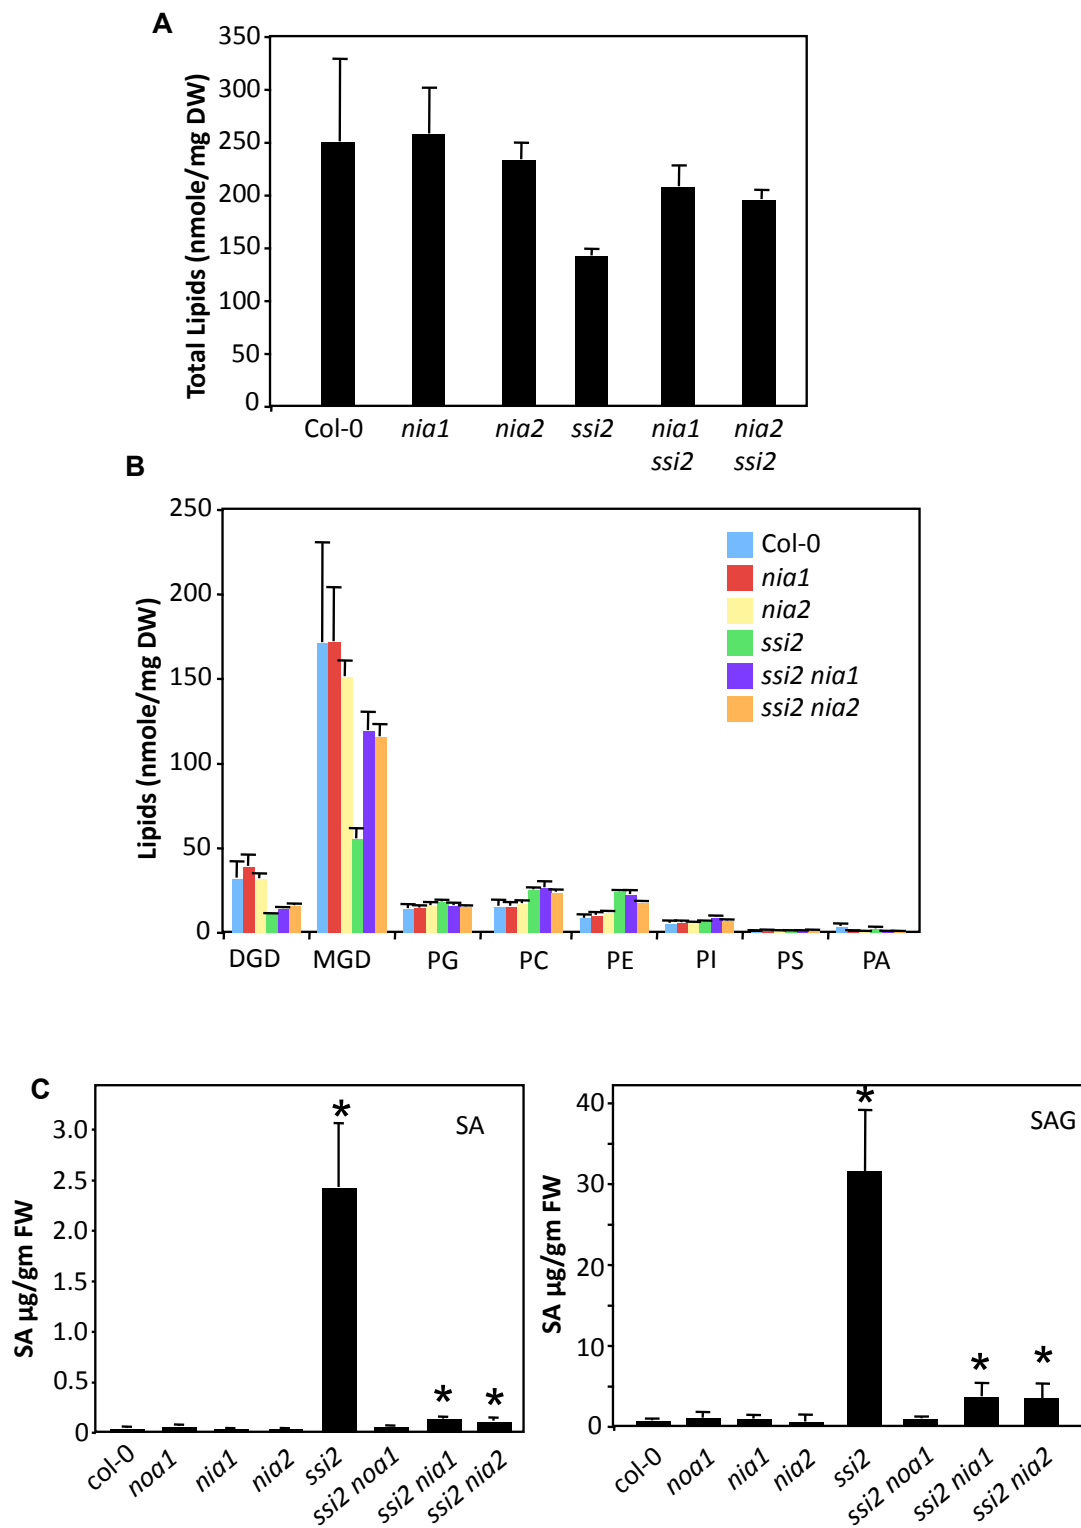 A
Total Lipids (nmole/mg DW)
350
300
250
200
150
100
50
0
Col-0 nia1 nia2 ssi2 nia1 ssi2 nia2 ssi2
B
Lipids (nmole/mg DW)
250
200
150
100
50
0
Col-0
nia1
nia2
ssi2
ssi2 nia1
ssi2 nia2
DGD MGD PG PC PE PI PS PA
C
SA µg/gm FW
3.0
2.5
2.0
1.5
1.0
0.5
0
SA
* * *
col-0 noa1 nia1 nia2 ssi2 ssi2 noa1 ssi2 nia1 ssi2 nia2
SA µg/gm FW
40
30
20
10
0
SAG
* * *
col-0 noa1 nia1 nia2 ssi2 ssi2 noa1 ssi2 nia1 ssi2 nia2